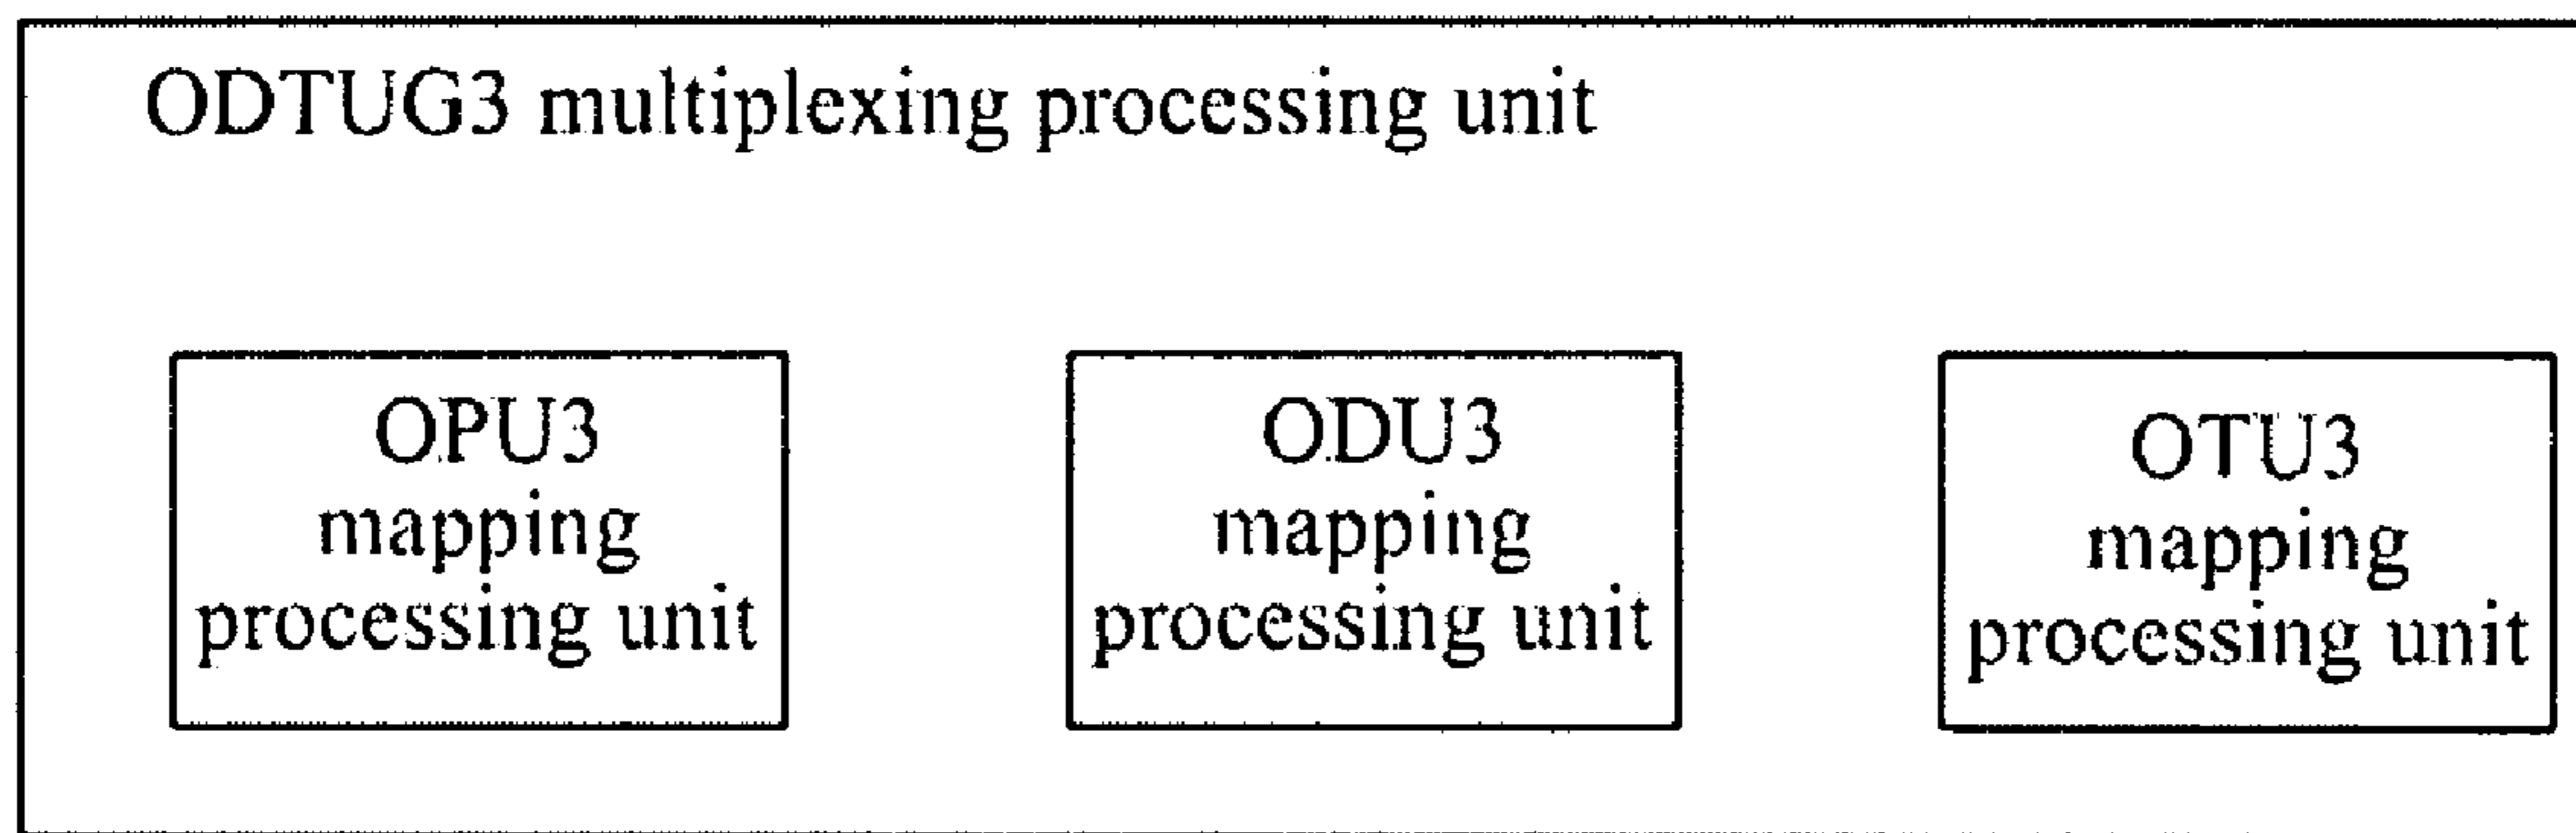 ODTUG3 multiplexing processing unit
OPU3
mapping
processing unit
ODU3
mapping
processing unit
OTU3
mapping
processing unit